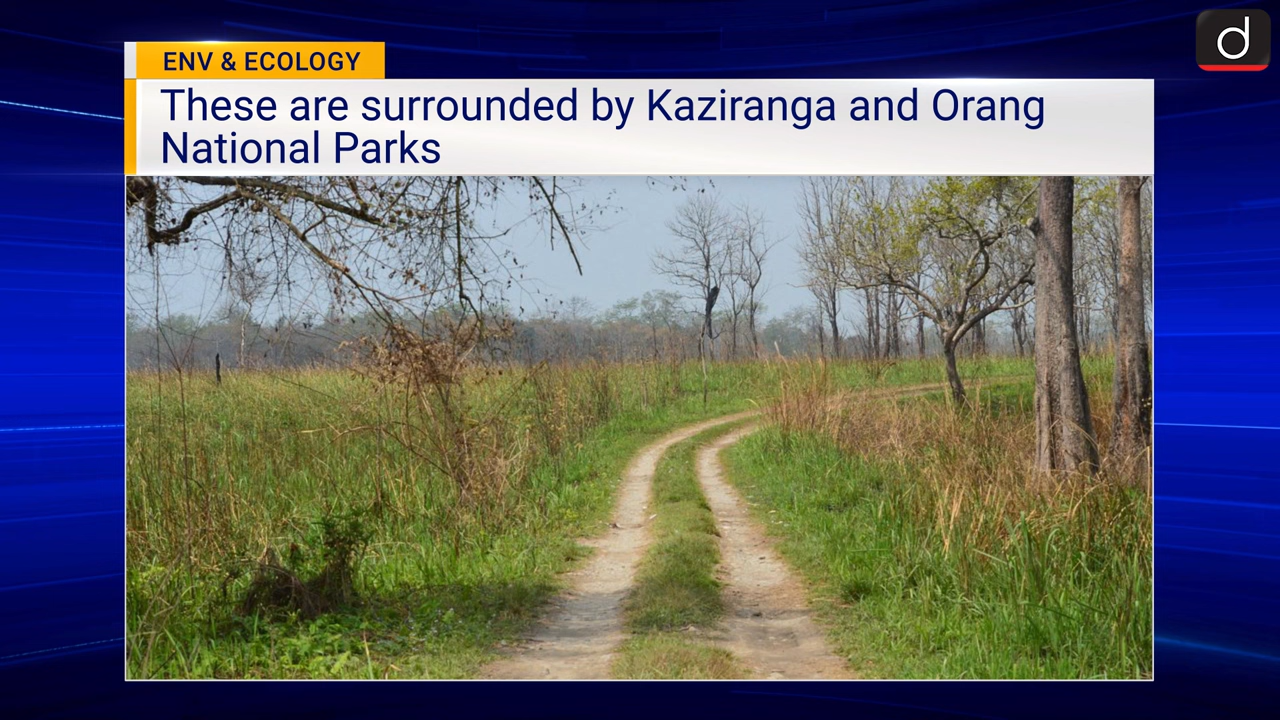 d
ENV & ECOLOGY
These are surrounded by Kaziranga and Orang
National Parks